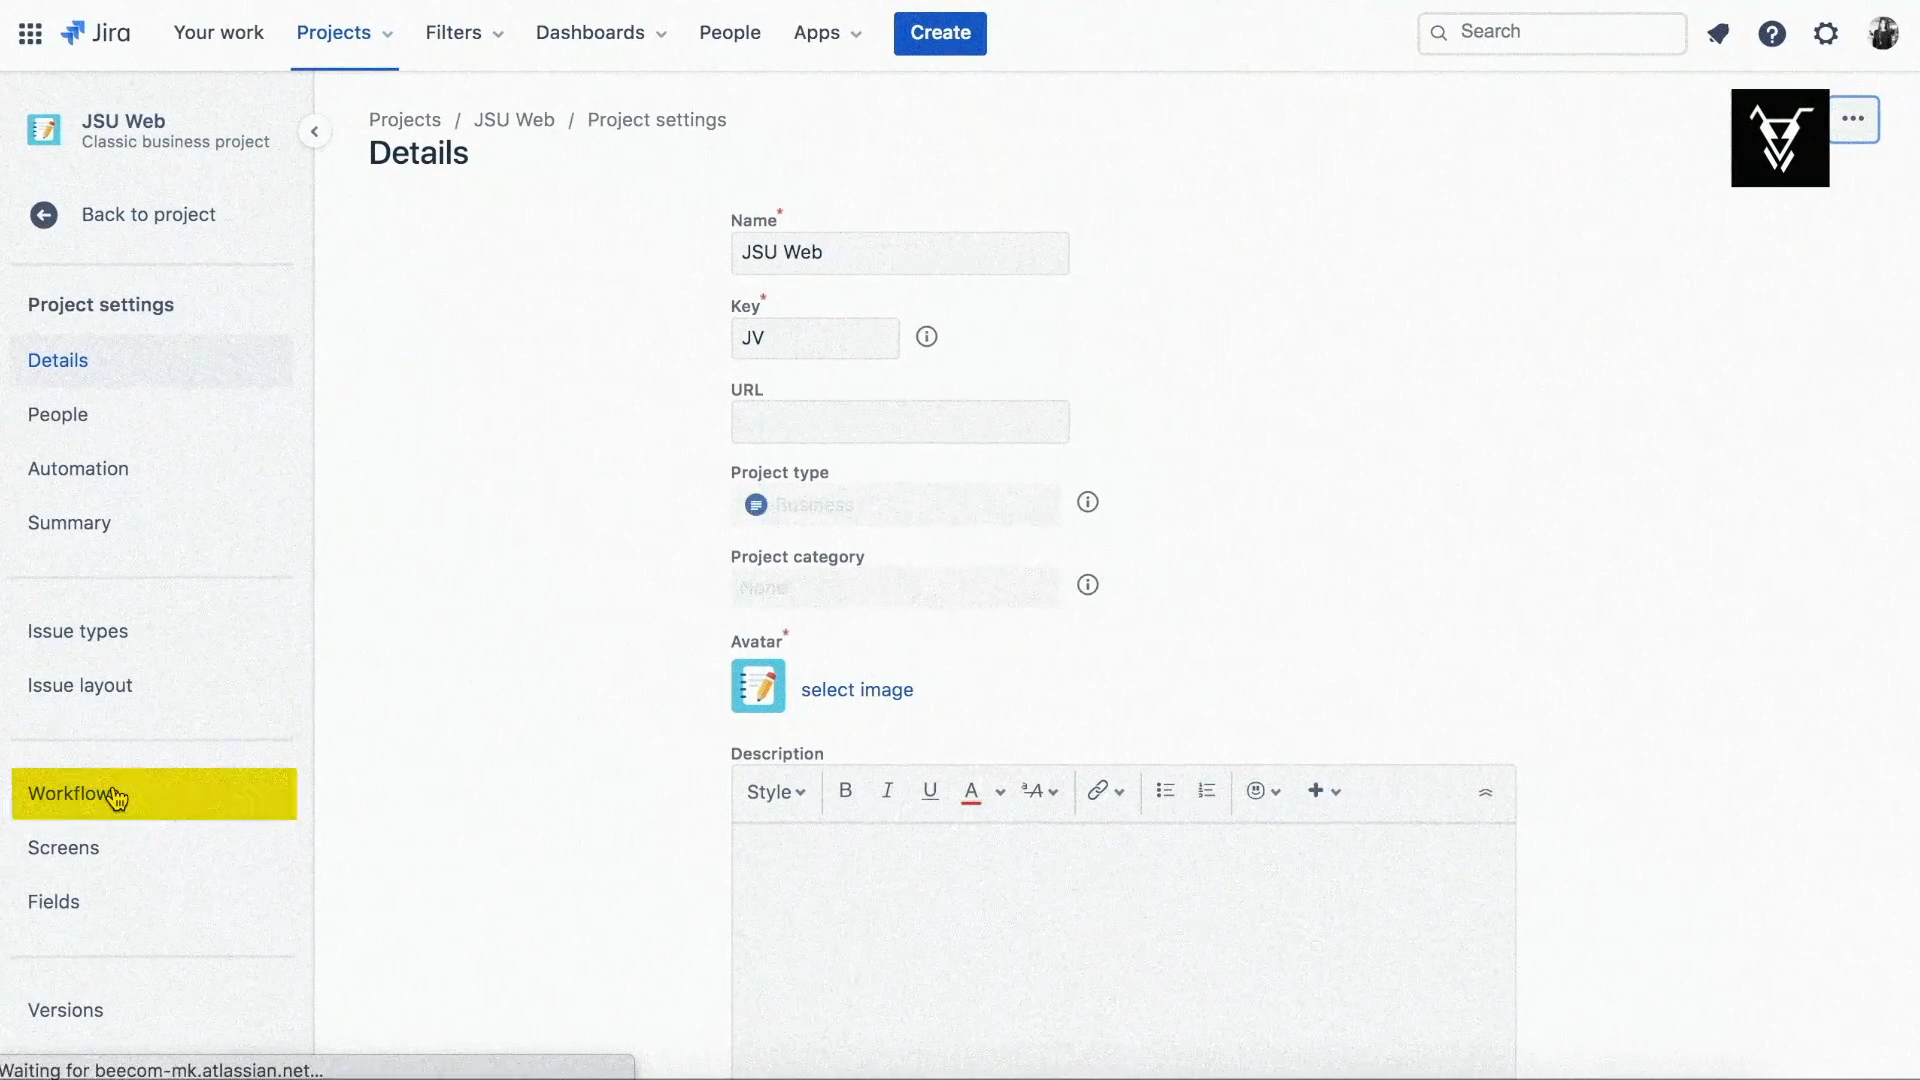 Jira
Your work
Projects
Filters
Dashboards
People
Apps
Create
Search
JSU Web
Classic business project
Back to project
Project settings
Details
People
Automation
Summary
Issue types
Issue layout
Workflow
Screens
Fields
Versions
Projects / JSU Web / Project settings
Details
Name*
JSU Web
Key*
JV
URL
Project type
Business
Project category
None
Avatar*
select image
Description
Style
B I U A A
Waiting for beecom-mk.atlassian.net...